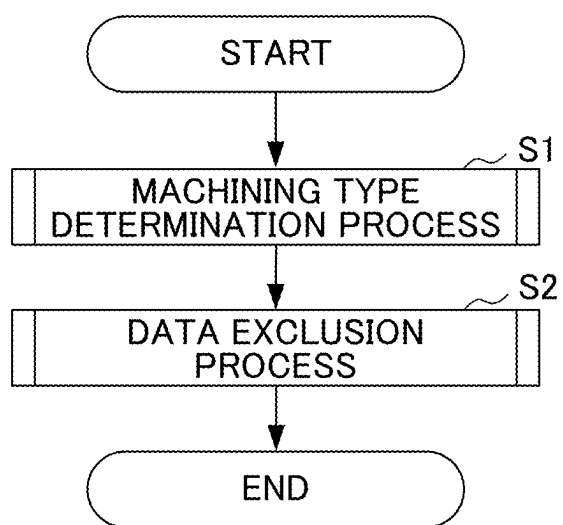 START
S1
MACHINING TYPE
DETERMINATION PROCESS
S2
DATA EXCLUSION
PROCESS
END